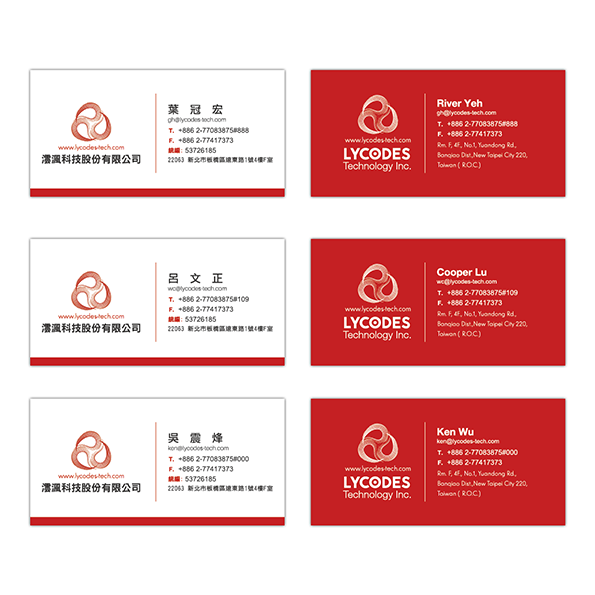 www.lycodes-tech.com
澪渢科技股份有限公司
葉冠宏
gh@lycodes-tech.com
T. +886 2-77083875#888
F. +886 2-77417373
統編: 53726185
22063 新北市板橋區遠東路1號4樓F室
www.lycodes-tech.com
LYCODES
Technology Inc.
River Yeh
gh@lycodes-tech.com
T. +886 2-77083875#888
F. +886 2-77417373
Rm. F, 4F., No.1, Yuandong Rd.,
Banqiao Dist.,New Taipei City 220,
Taiwan ( R.O.C.)
www.lycodes-tech.com
澪渢科技股份有限公司
呂文正
wc@lycodes-tech.com
T. +886 2-77083875#109
F. +886 2-77417373
統編: 53726185
22063 新北市板橋區遠東路1號4樓F室
www.lycodes-tech.com
LYCODES
Technology Inc.
Cooper Lu
wc@lycodes-tech.com
T. +886 2-77083875#109
F. +886 2-77417373
Rm. F, 4F., No.1, Yuandong Rd.,
Banqiao Dist.,New Taipei City 220,
Taiwan ( R.O.C.)
www.lycodes-tech.com
澪渢科技股份有限公司
吳震烽
ken@lycodes-tech.com
T. +886 2-77083875#000
F. +886 2-77417373
統編: 53726185
22063 新北市板橋區遠東路1號4樓F室
www.lycodes-tech.com
LYCODES
Technology Inc.
Ken Wu
ken@lycodes-tech.com
T. +886 2-77083875#000
F. +886 2-77417373
Rm. F, 4F., No.1, Yuandong Rd.,
Banqiao Dist.,New Taipei City 220,
Taiwan ( R.O.C.)